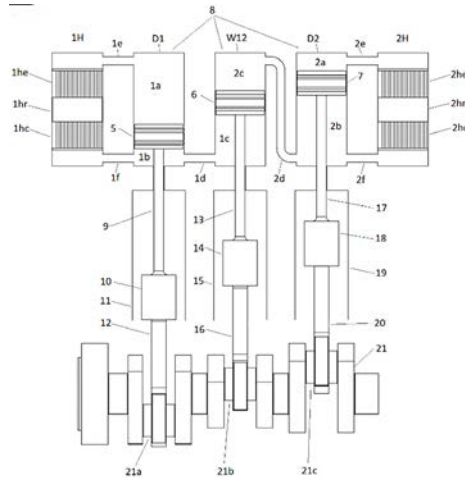 8
1H 1e D1 W12 D2 2e 2H
1he 1a 2c 2a 7 2he
1hr 5 6 2b 2hr
1hc 1b 1c 2hc
1f 1d 2d 2f
9 13 17
14 18
10 15 19
11
12 16 20
21
21a 21b 21c